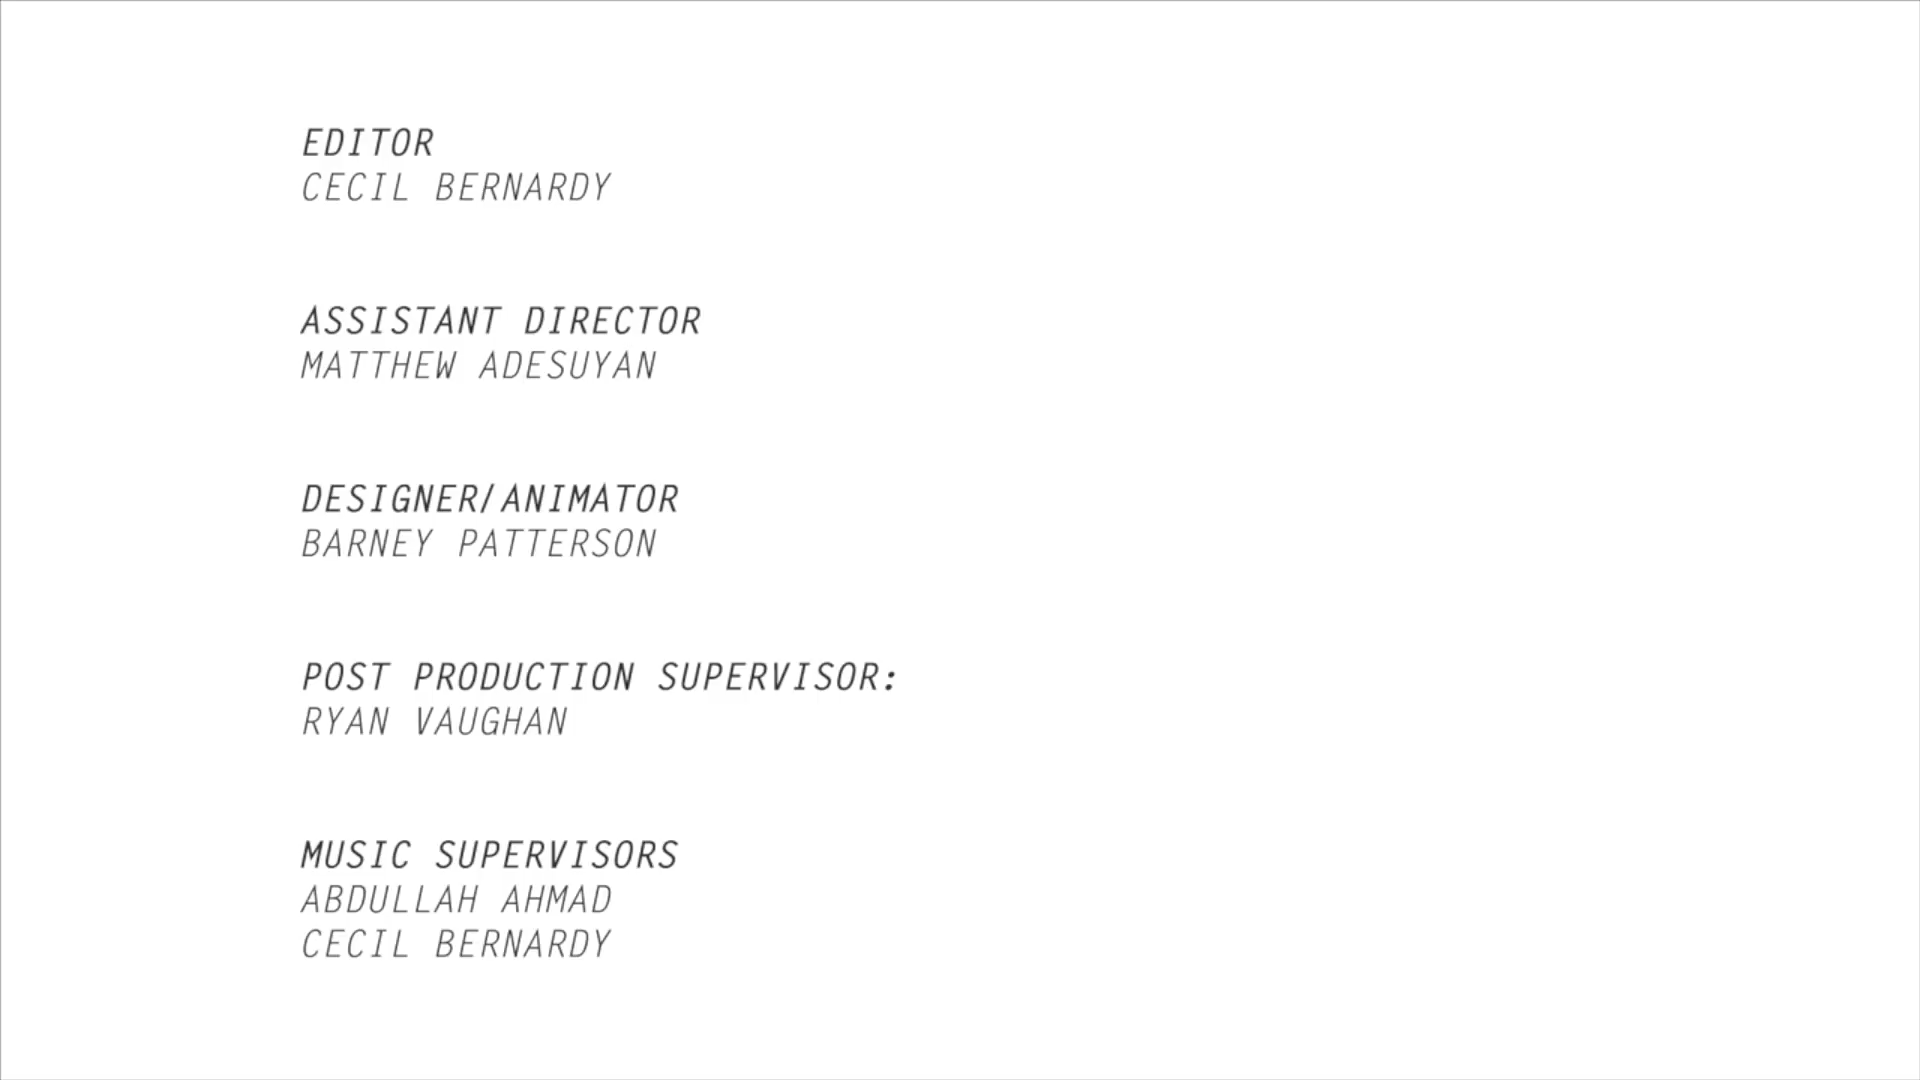 EDITOR
CECIL BERNARDY
ASSISTANT DIRECTOR
MATTHEW ADESUYAN
DESIGNER/ANIMATOR
BARNEY PATTERSON
POST PRODUCTION SUPERVISOR:
RYAN VAUGHAN
MUSIC SUPERVISORS
ABDULLAH AHMAD
CECIL BERNARDY